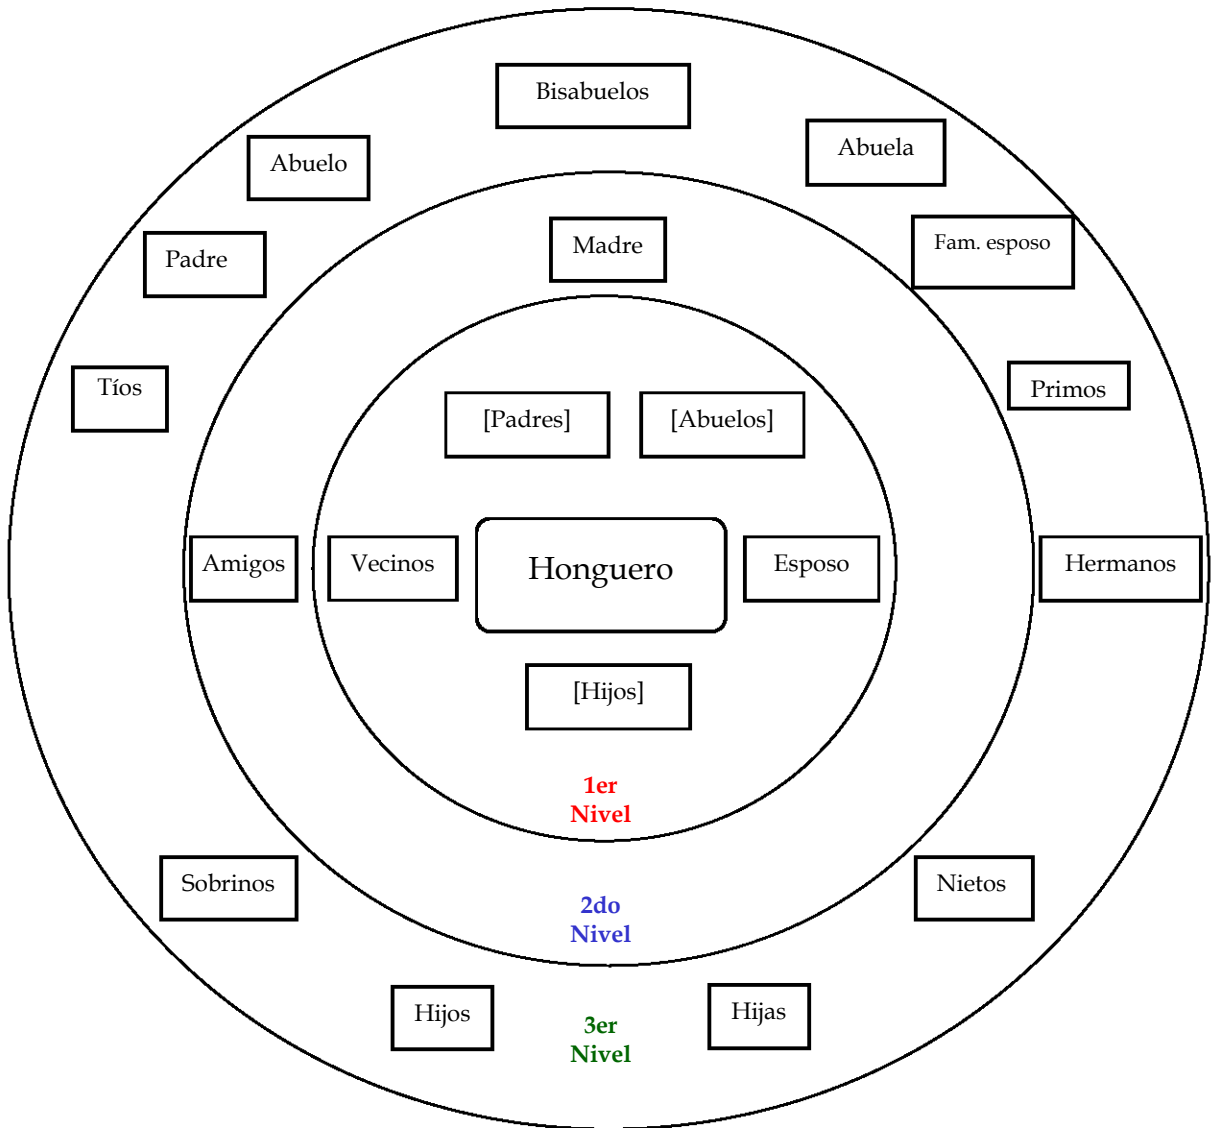 Bisabuelos
Abuelo
Abuela
Padre
Madre
Fam. esposo
Tíos
Primos
[Padres]
[Abuelos]
Amigos
Vecinos
Honguero
Esposo
Hermanos
[Hijos]
1er
Nivel
Sobrinos
Nietos
2do
Nivel
Hijos
Hijas
3er
Nivel